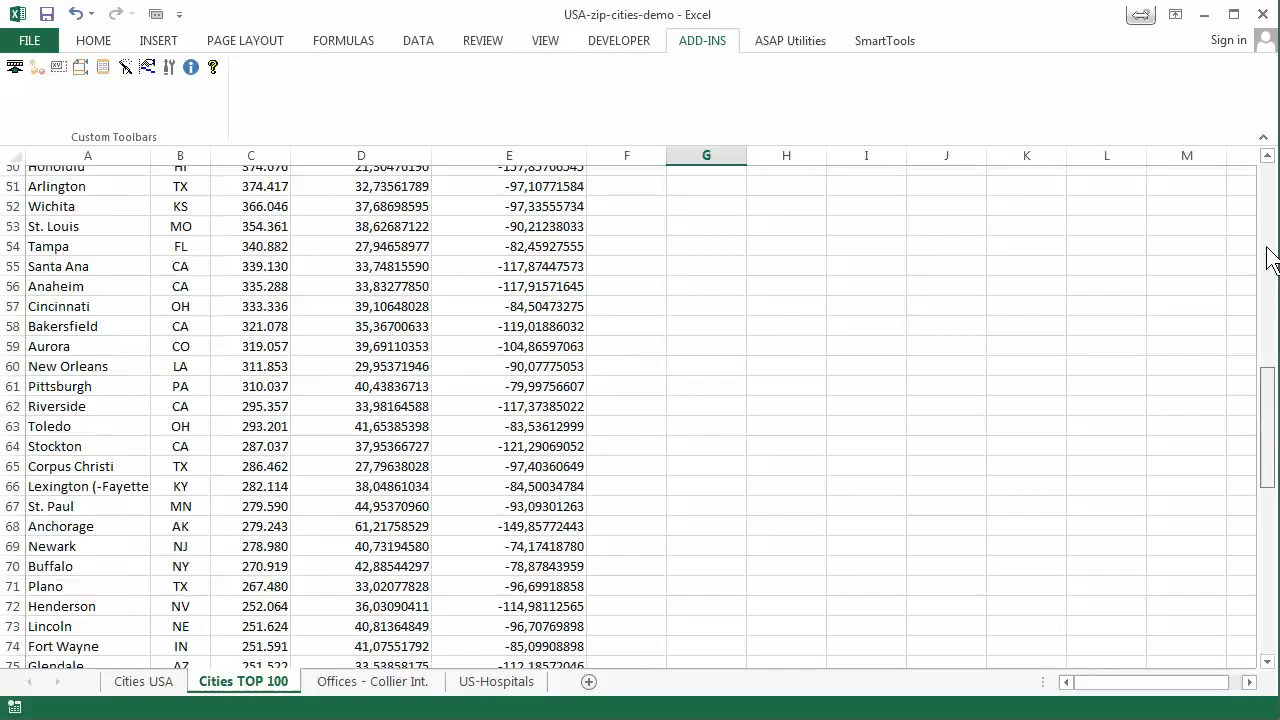 USA-zip-cities-demo - Excel
FILE HOME INSERT PAGE LAYOUT FORMULAS DATA REVIEW VIEW DEVELOPER ADD-INS ASAP Utilities SmartTools Sign in
Custom Toolbars
A B C D E F G H I J K L M
50 Honolulu HI 374.676 21,30476190 -157,85766345
51 Arlington TX 374.417 32,73561789 -97,10771584
52 Wichita KS 366.046 37,68698595 -97,33555734
53 St. Louis MO 354.361 38,62687122 -90,21238033
54 Tampa FL 340.882 27,94658977 -82,45927555
55 Santa Ana CA 339.130 33,74815590 -117,87447573
56 Anaheim CA 335.288 33,83277850 -117,91571645
57 Cincinnati OH 333.336 39,10648028 -84,50473275
58 Bakersfield CA 321.078 35,36700633 -119,01886032
59 Aurora CO 319.057 39,69110353 -104,86597063
60 New Orleans LA 311.853 29,95371946 -90,07775053
61 Pittsburgh PA 310.037 40,43836713 -79,99756607
62 Riverside CA 295.357 33,98164588 -117,37385022
63 Toledo OH 293.201 41,65385398 -83,53612999
64 Stockton CA 287.037 37,95366727 -121,29069052
65 Corpus Christi TX 286.462 27,79638028 -97,40360649
66 Lexington (-Fayette KY 282.114 38,04861034 -84,50034784
67 St. Paul MN 279.590 44,95370960 -93,09301263
68 Anchorage AK 279.243 61,21758529 -149,85772443
69 Newark NJ 278.980 40,73194580 -74,17418780
70 Buffalo NY 270.919 42,88544297 -78,87843959
71 Plano TX 267.480 33,02077828 -96,69918858
72 Henderson NV 252.064 36,03090411 -114,98112565
73 Lincoln NE 251.624 40,81364849 -96,70769898
74 Fort Wayne IN 251.591 41,07551792 -85,09908898
75 Glendale AZ 251.522 33,53858175 -112,18572046
Cities USA Cities TOP 100 Offices - Collier Int. US-Hospitals